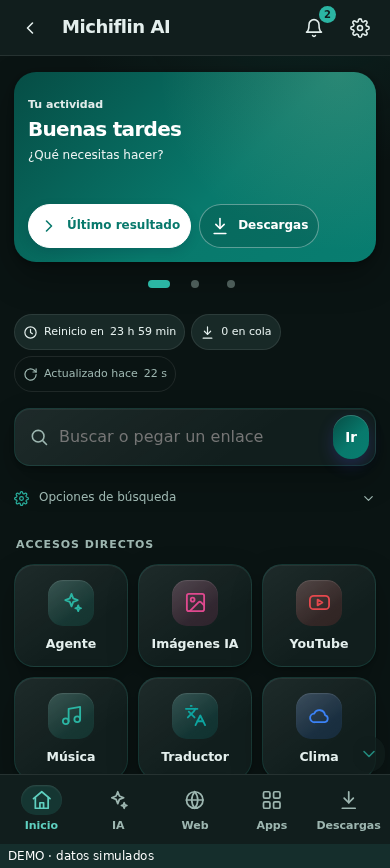 Michiflin AI
2
Tu actividad
Buenas tardes
¿Qué necesitas hacer?
Último resultado
Descargas
Reinicio en 23 h 59 min
0 en cola
Actualizado hace 22 s
Buscar o pegar un enlace
Ir
Opciones de búsqueda
ACCESOS DIRECTOS
Agente
Imágenes IA
YouTube
Música
Traductor
Clima
Inicio
IA
Web
Apps
Descargas
DEMO · datos simulados